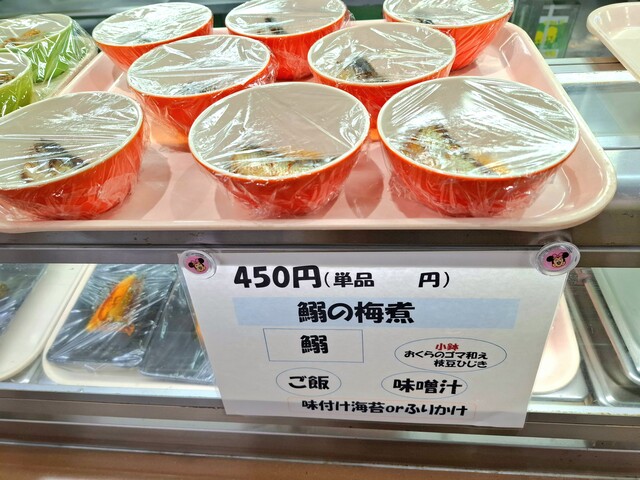 450円(単品　　円)
鰯の梅煮
鰯
小鉢
おくらのゴマ和え
枝豆ひじき
ご飯
味噌汁
味付け海苔orふりかけ